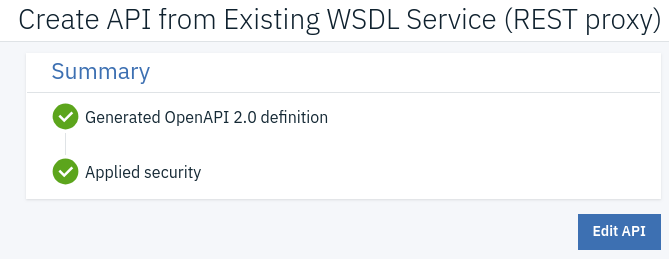 Create API from Existing WSDL Service (REST proxy)
Summary
Generated OpenAPI 2.0 definition
Applied security
Edit API